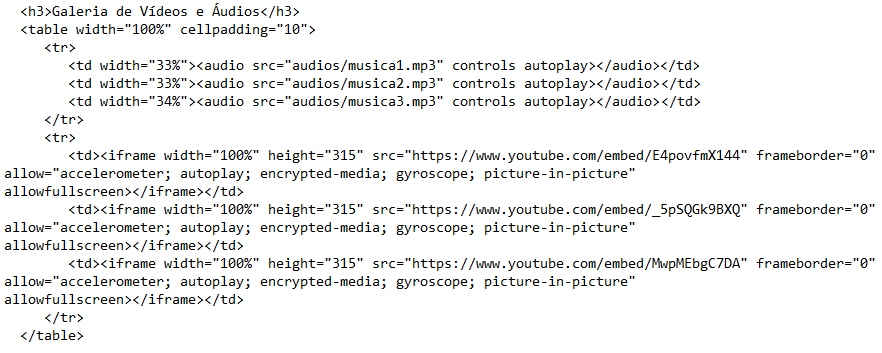 <h3>Galeria de Vídeos e Áudios</h3>
<table width="100%" cellpadding="10">
<tr>
<td width="33%"><audio src="audios/musica1.mp3" controls autoplay></audio></td>
<td width="33%"><audio src="audios/musica2.mp3" controls autoplay></audio></td>
<td width="34%"><audio src="audios/musica3.mp3" controls autoplay></audio></td>
</tr>
<tr>
<td><iframe width="100%" height="315" src="https://www.youtube.com/embed/E4povfmX144" frameborder="0"
allow="accelerometer; autoplay; encrypted-media; gyroscope; picture-in-picture"
allowfullscreen></iframe></td>
<td><iframe width="100%" height="315" src="https://www.youtube.com/embed/_5pSQGk9BXQ" frameborder="0"
allow="accelerometer; autoplay; encrypted-media; gyroscope; picture-in-picture"
allowfullscreen></iframe></td>
<td><iframe width="100%" height="315" src="https://www.youtube.com/embed/MwpMEbgC7DA" frameborder="0"
allow="accelerometer; autoplay; encrypted-media; gyroscope; picture-in-picture"
allowfullscreen></iframe></td>
</tr>
</table>